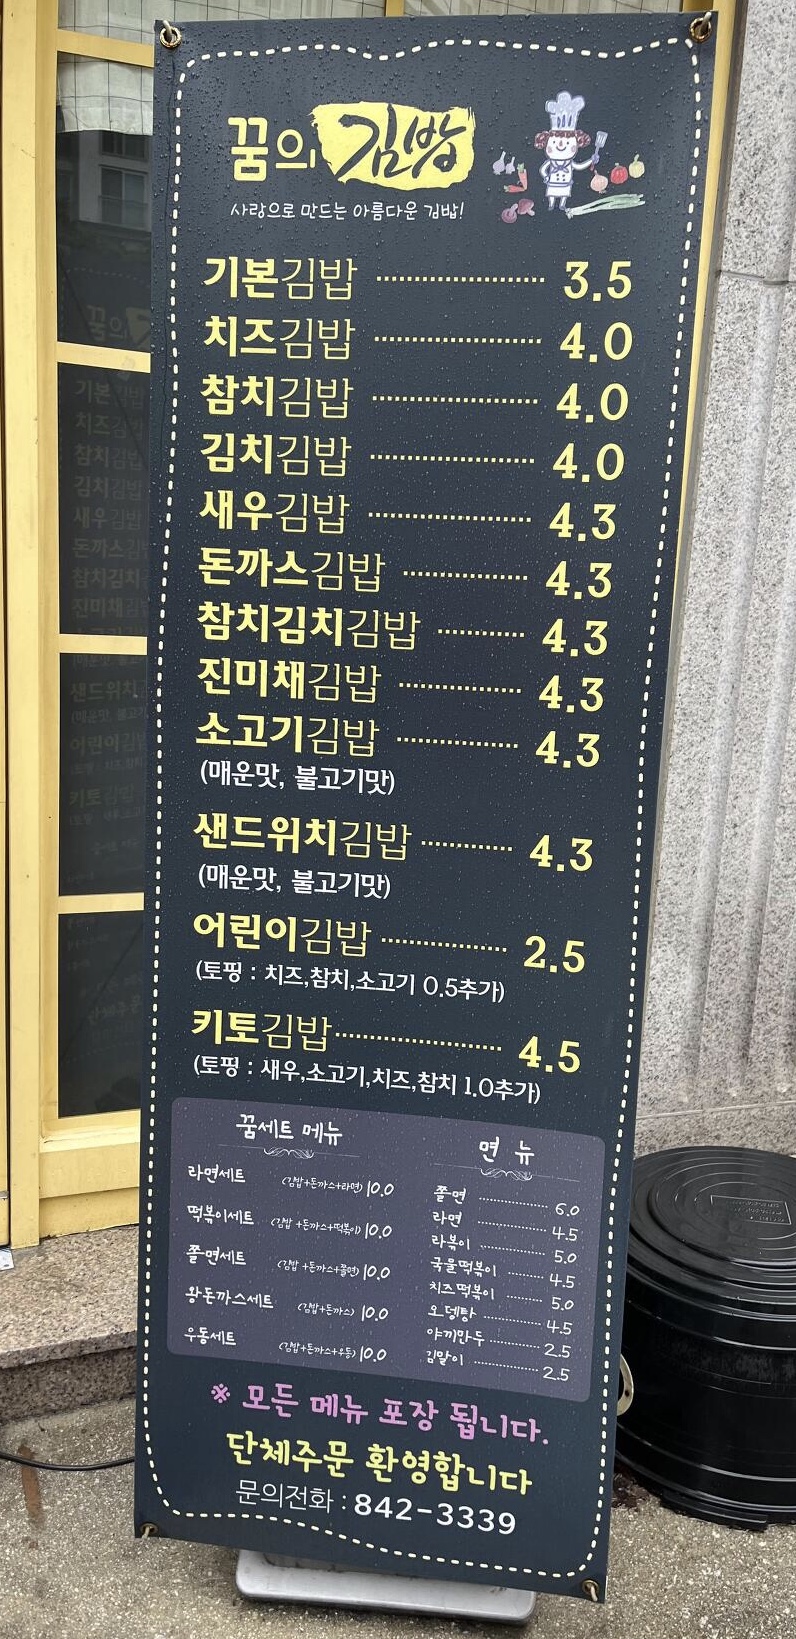 꿈의 김밥
사랑으로 만드는 아름다운 김밥!
기본김밥 3.5
치즈김밥 4.0
참치김밥 4.0
김치김밥 4.0
새우김밥 4.3
돈까스김밥 4.3
참치김치김밥 4.3
진미채김밥 4.3
소고기김밥 4.3
(매운맛, 불고기맛)
샌드위치김밥 4.3
(매운맛, 불고기맛)
어린이김밥 2.5
(토핑 : 치즈,참치,소고기 0.5추가)
키토김밥 4.5
(토핑 : 새우,소고기,치즈,참치 1.0추가)
꿈세트 메뉴
라면세트 (김밥+돈까스+라면) 10.0
떡볶이세트 (김밥+돈까스+떡볶이) 10.0
쫄면세트 (김밥+돈까스+쫄면) 10.0
왕돈까스세트 (김밥+돈까스) 10.0
우동세트 (김밥+돈까스+우동) 10.0
면 뉴
쫄면 6.0
라면 4.5
라볶이 5.0
국물떡볶이 4.5
치즈떡볶이 5.0
오뎅탕 4.5
야끼만두 2.5
김말이 2.5
※ 모든 메뉴 포장 됩니다.
단체주문 환영합니다
문의전화 : 842-3339